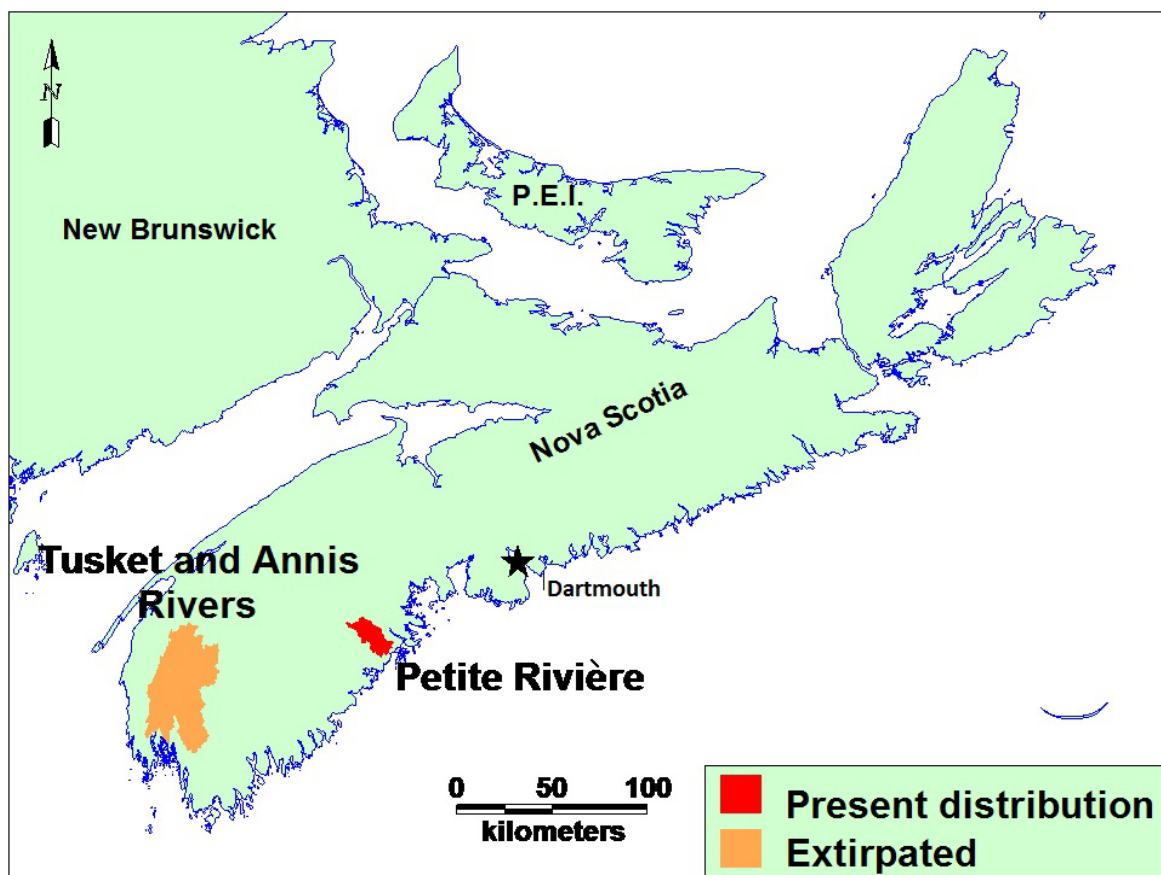 N
New Brunswick
P.E.I.
Nova Scotia
Tusket and Annis
Rivers
Dartmouth
Petite Rivière
0 50 100
kilometers
Present distribution
Extirpated